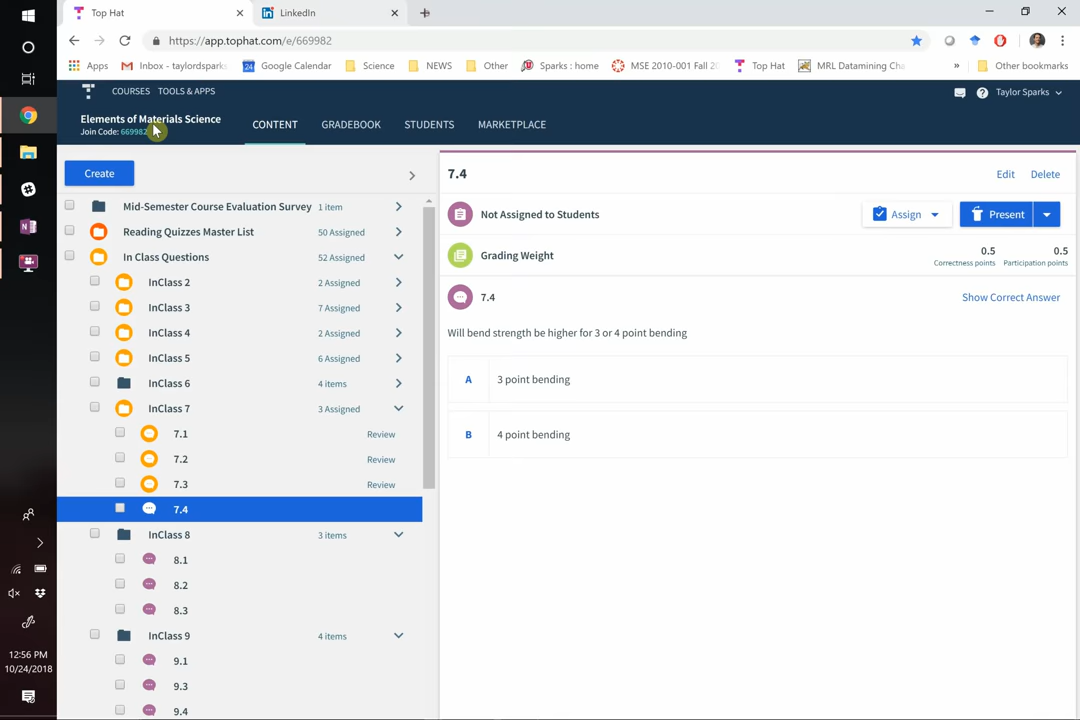 Top Hat
LinkedIn
https://app.tophat.com/e/669982
Apps
Inbox - taylordsparks
24
Google Calendar
Science
NEWS
Other
Sparks : home
MSE 2010-001 Fall 20
Top Hat
MRL Datamining Cha
»
Other bookmarks
COURSES TOOLS & APPS
Taylor Sparks
Elements of Materials Science
Join Code: 669982
CONTENT
GRADEBOOK
STUDENTS
MARKETPLACE
Create
Mid-Semester Course Evaluation Survey 1 item
Reading Quizzes Master List 50 Assigned
In Class Questions 52 Assigned
InClass 2 2 Assigned
InClass 3 7 Assigned
InClass 4 2 Assigned
InClass 5 6 Assigned
InClass 6 4 items
InClass 7 3 Assigned
7.1 Review
7.2 Review
7.3 Review
7.4
InClass 8 3 items
8.1
8.2
8.3
InClass 9 4 items
9.1
9.3
9.4
7.4
Edit Delete
Not Assigned to Students
Assign
Present
Grading Weight
0.5 0.5
Correctness points Participation points
7.4
Show Correct Answer
Will bend strength be higher for 3 or 4 point bending
A 3 point bending
B 4 point bending
12:56 PM
10/24/2018